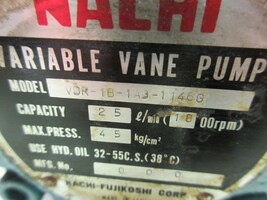 NACHI
VARIABLE VANE PUMP
MODEL VDR-1B-1A3-1146G
CAPACITY 25 ℓ/min (1800rpm)
MAX.PRESS. 45 kg/cm²
USE HYD. OIL 32-55C.S.(38°C)
MFG. No. 000
NACHI-FUJIKOSHI CORP